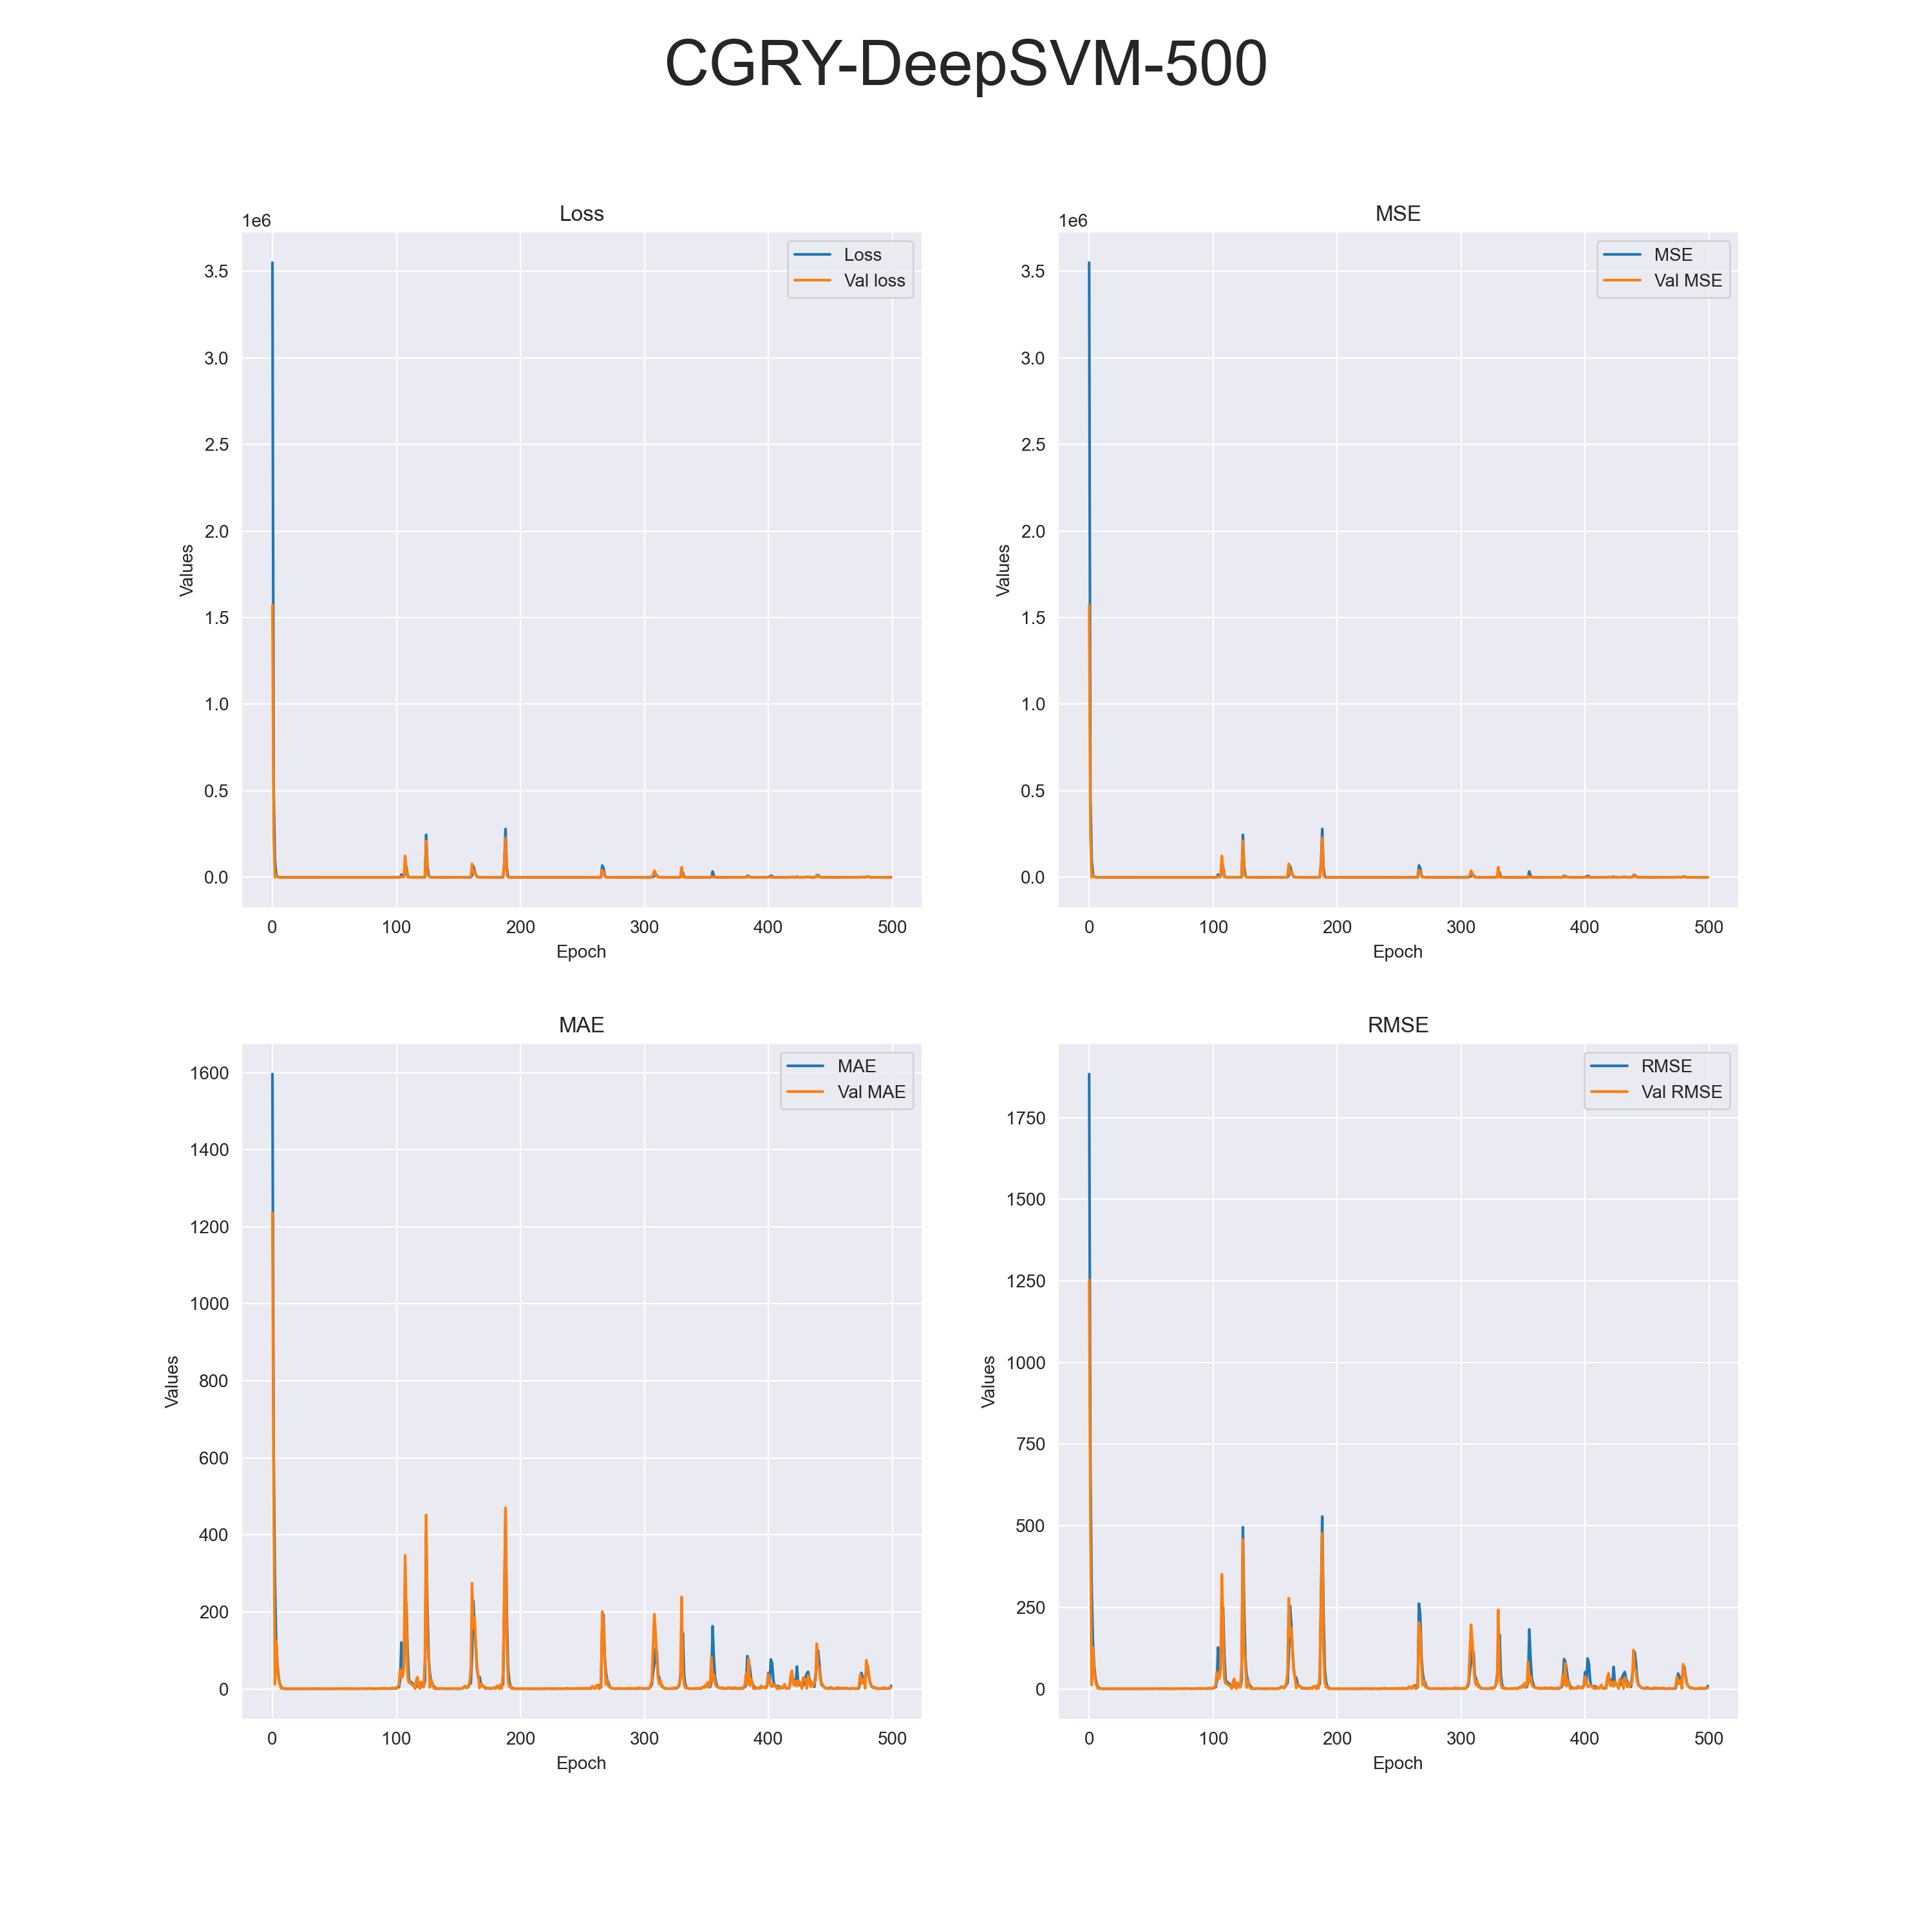 CGRY-DeepSVM-500
Loss
1e6
Loss
Val loss
3.5
3.0
2.5
2.0
1.5
1.0
0.5
0.0
Values
0 100 200 300 400 500
Epoch
MSE
1e6
MSE
Val MSE
3.5
3.0
2.5
2.0
1.5
1.0
0.5
0.0
Values
0 100 200 300 400 500
Epoch
MAE
MAE
Val MAE
1600
1400
1200
1000
800
600
400
200
0
Values
0 100 200 300 400 500
Epoch
RMSE
RMSE
Val RMSE
1750
1500
1250
1000
750
500
250
0
Values
0 100 200 300 400 500
Epoch